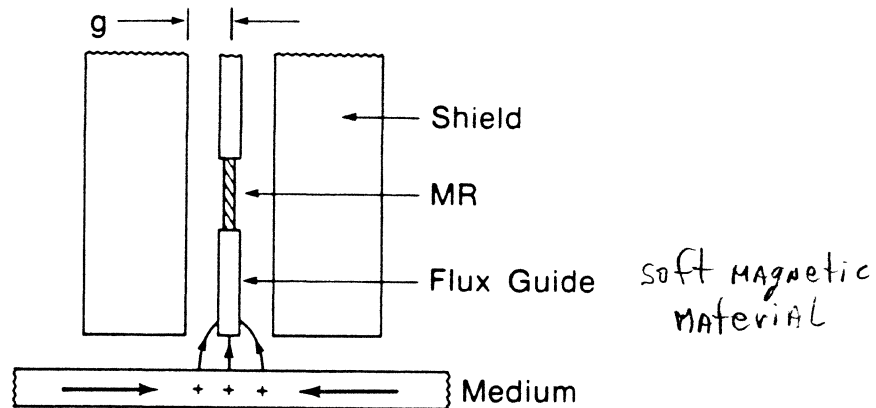 g
Shield
MR
Flux Guide
soft magnetic
material
+ + +
Medium